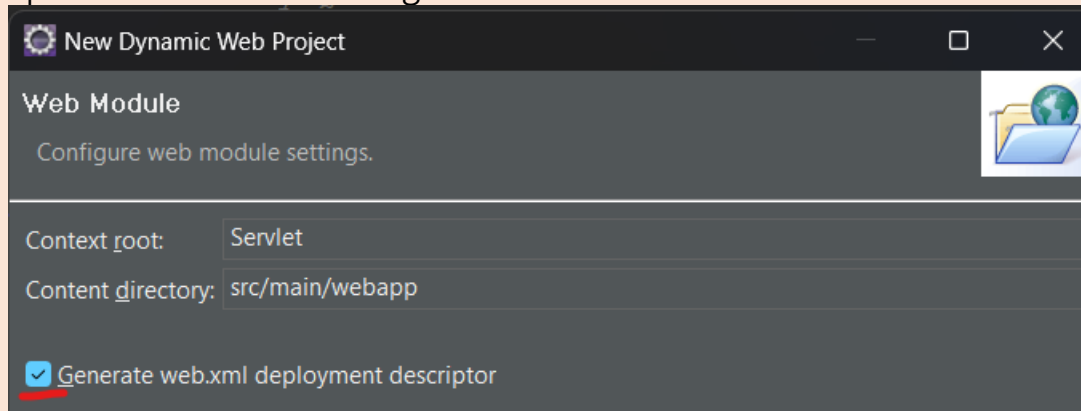 New Dynamic Web Project
Web Module
Configure web module settings.
Context root: Servlet
Content directory: src/main/webapp
Generate web.xml deployment descriptor